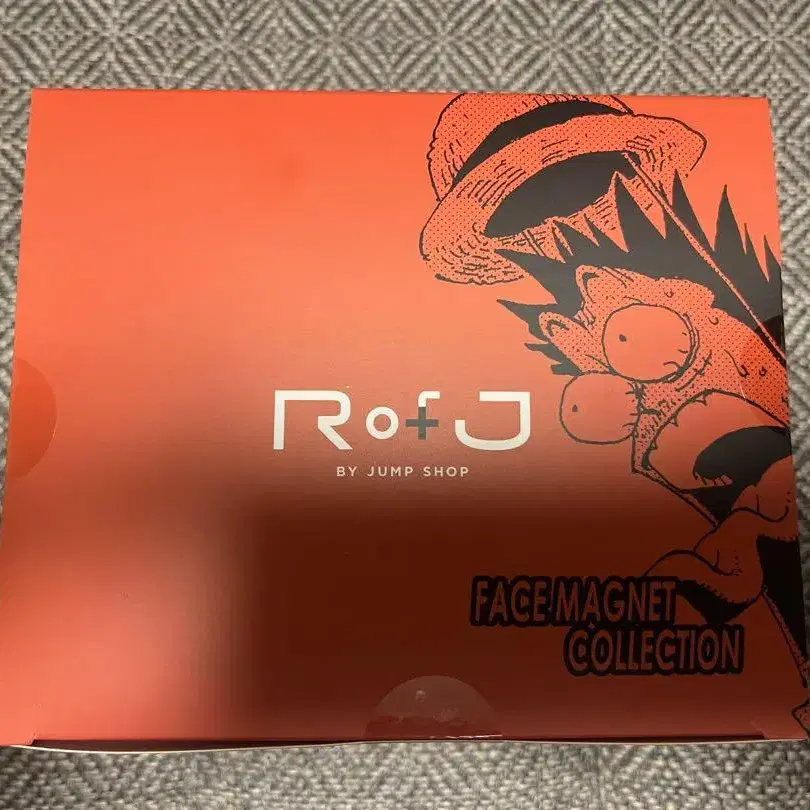 RofJ
BY JUMP SHOP
FACE MAGNET
COLLECTION